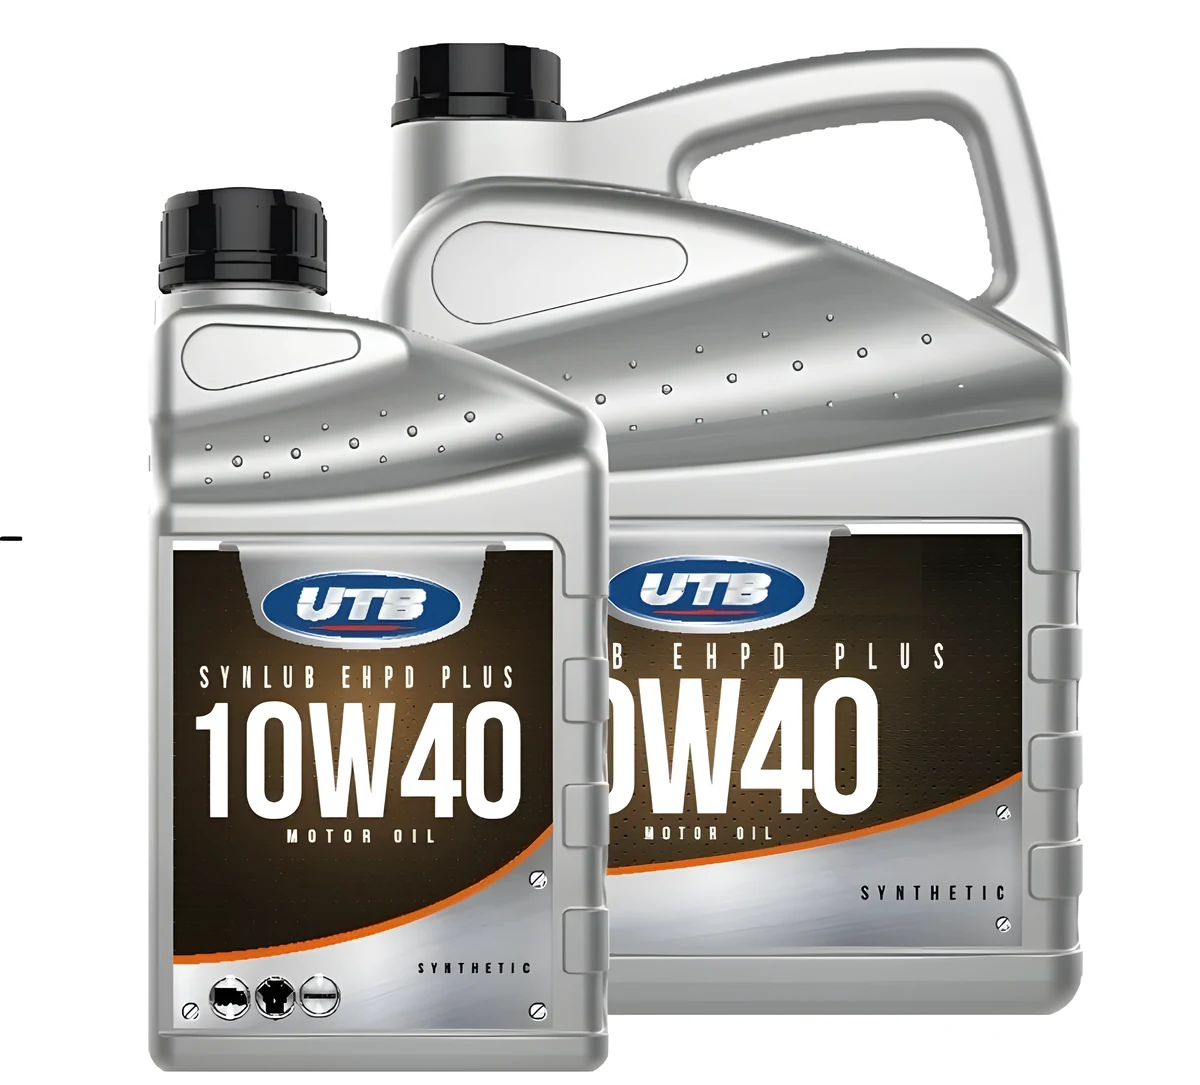 UTB
SYNLUB EHPD PLUS
10W40
MOTOR OIL
SYNTHETIC
UTB
B EHPD PLUS
0W40
MOTOR OIL
SYNTHETIC